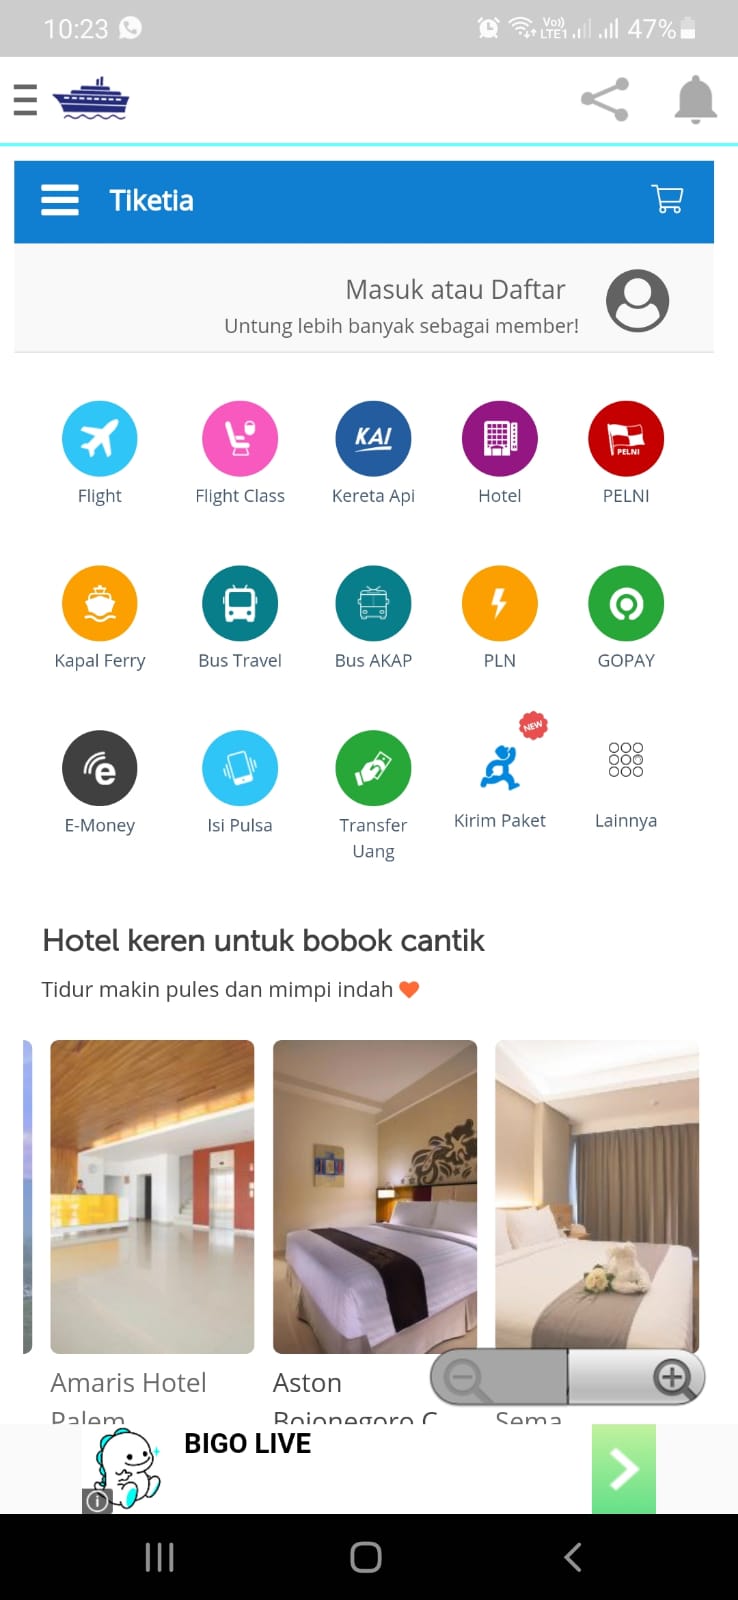 10:23
Vo)) LTE1 47%
Tiketia
Masuk atau Daftar
Untung lebih banyak sebagai member!
KAI
PELNI
Flight
Flight Class
Kereta Api
Hotel
PELNI
Kapal Ferry
Bus Travel
Bus AKAP
PLN
GOPAY
NEW
e
E-Money
Isi Pulsa
Transfer
Uang
Kirim Paket
Lainnya
Hotel keren untuk bobok cantik
Tidur makin pules dan mimpi indah
Amaris Hotel
Palem
Aston
Bojonegoro C
Sema
BIGO LIVE